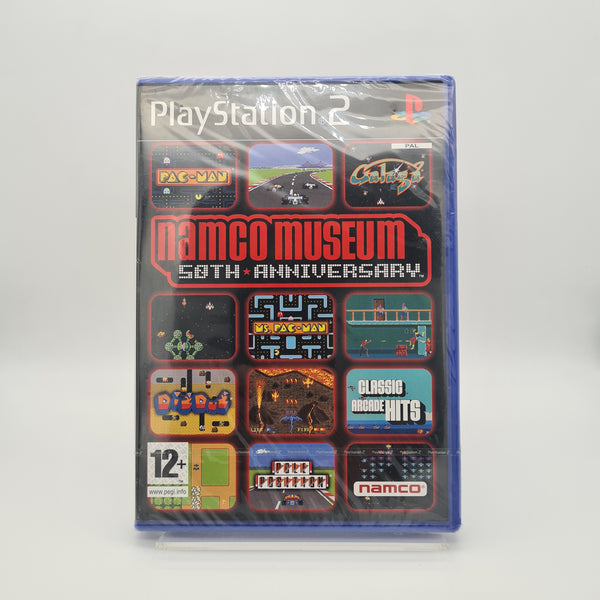 PlayStation 2
PAL
PAC-MAN
Galaga
namco museum
50TH ★ ANNIVERSARY™
MS. PAC-MAN
DIG DUG
CLASSIC
ARCADE HITS
12+
www.pegi.info
POLE
POSITION
namco